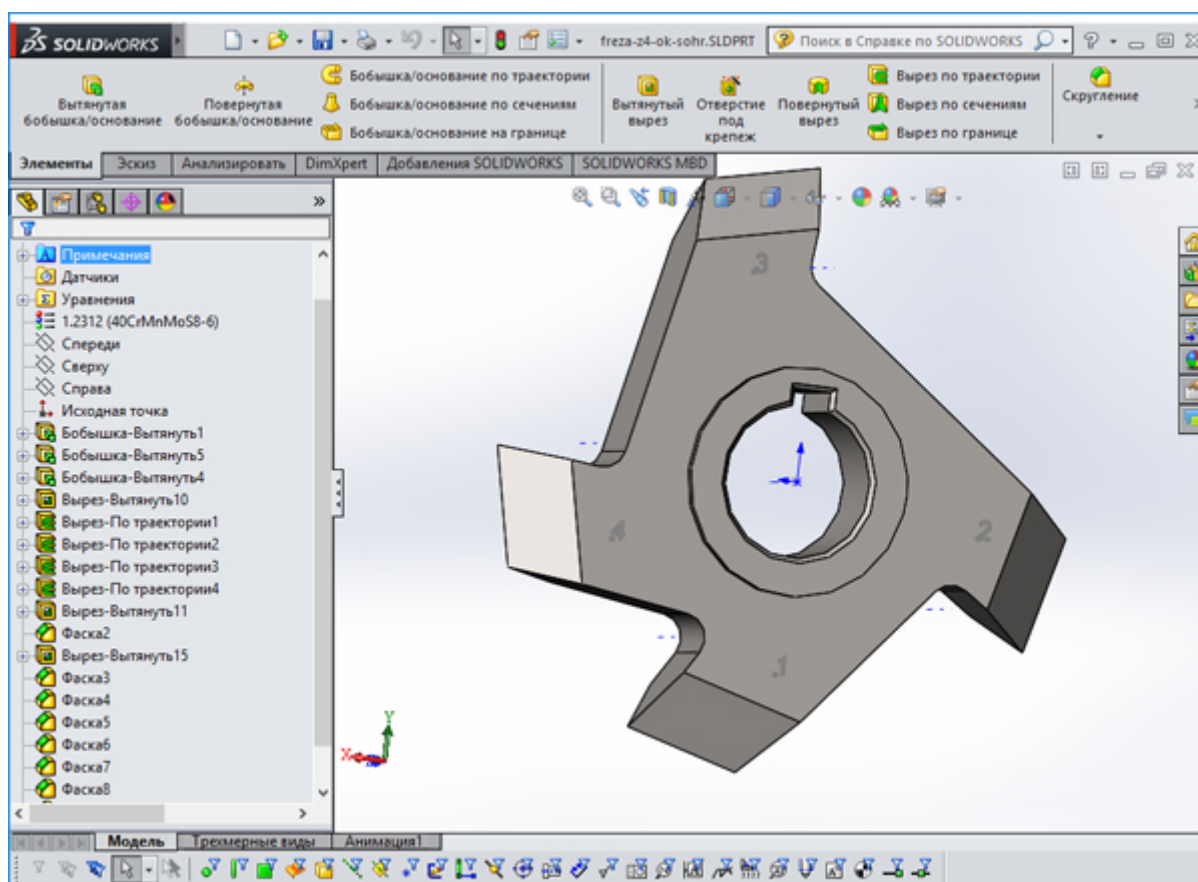 SOLIDWORKS
freza-z4-ok-sohr.SLDPRT
Поиск в Справке по SOLIDWORKS
Вытянутая
бобышка/основание
Повернутая
бобышка/основание
Бобышка/основание по траектории
Бобышка/основание по сечениям
Бобышка/основание на границе
Вытянутый
вырез
Отверстие
под
крепеж
Повернутый
вырез
Вырез по траектории
Вырез по сечениям
Вырез по границе
Скругление
Элементы
Эскиз
Анализировать
DimXpert
Добавления SOLIDWORKS
SOLIDWORKS MBD
Примечания
Датчики
Уравнения
1.2312 (40CrMnMoS8-6)
Спереди
Сверху
Справа
Исходная точка
Бобышка-Вытянуть1
Бобышка-Вытянуть5
Бобышка-Вытянуть4
Вырез-Вытянуть10
Вырез-По траектории1
Вырез-По траектории2
Вырез-По траектории3
Вырез-По траектории4
Вырез-Вытянуть11
Фаска2
Вырез-Вытянуть15
Фаска3
Фаска4
Фаска5
Фаска6
Фаска7
Фаска8
3
4
2
.1
Y
X
Модель
Трехмерные виды
Анимация1